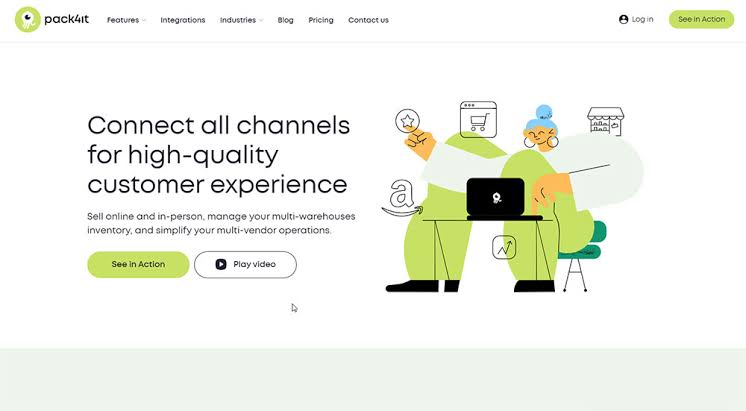 pack4it Features Integrations Industries Blog Pricing Contact us Log in See in Action
Connect all channels
for high-quality
customer experience
Sell online and in-person, manage your multi-warehouses
inventory, and simplify your multi-vendor operations.
See in Action Play video
a